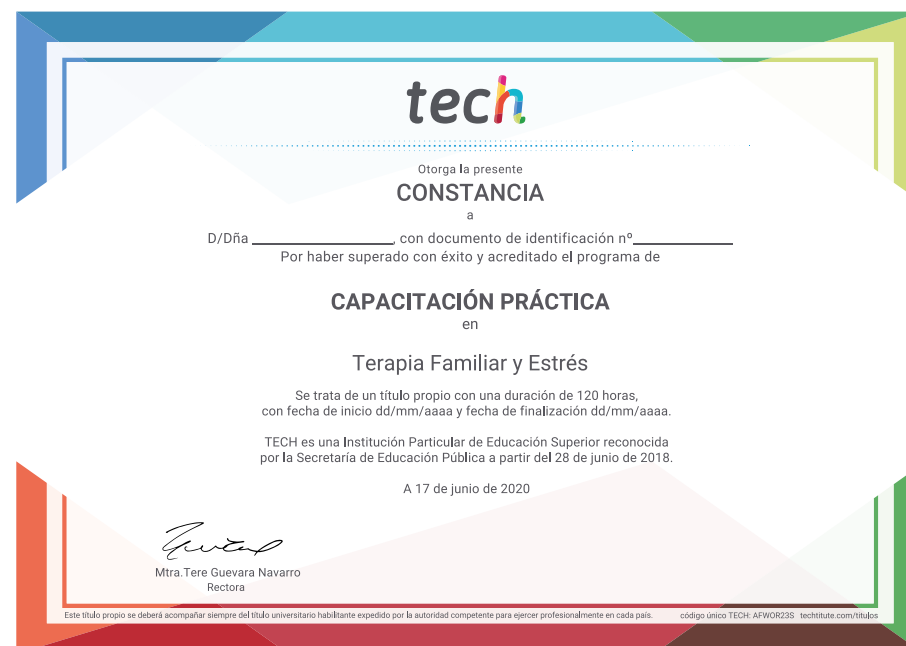 tech
Otorga la presente
CONSTANCIA
a
D/Dña ____________________, con documento de identificación nº______________
Por haber superado con éxito y acreditado el programa de
CAPACITACIÓN PRÁCTICA
en
Terapia Familiar y Estrés
Se trata de un título propio con una duración de 120 horas,
con fecha de inicio dd/mm/aaaa y fecha de finalización dd/mm/aaaa.
TECH es una Institución Particular de Educación Superior reconocida
por la Secretaría de Educación Pública a partir del 28 de junio de 2018.
A 17 de junio de 2020
Mtra.Tere Guevara Navarro
Rectora
Este título propio se deberá acompañar siempre del título universitario habilitante expedido por la autoridad competente para ejercer profesionalmente en cada país. código único TECH: AFWOR23S techtitute.com/titulos